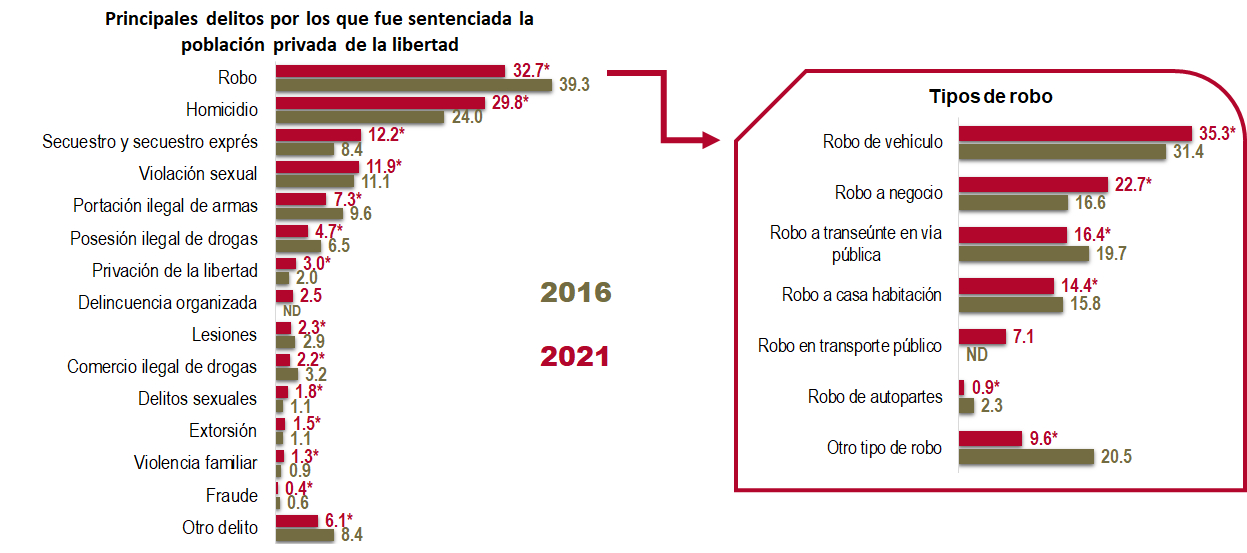 Principales delitos por los que fue sentenciada la
población privada de la libertad
Robo
32.7*
39.3
Homicidio
29.8*
24.0
Secuestro y secuestro exprés
12.2*
8.4
Violación sexual
11.9*
11.1
Portación ilegal de armas
7.3*
9.6
Posesión ilegal de drogas
4.7*
6.5
Privación de la libertad
3.0*
2.0
Delincuencia organizada
2.5
ND
Lesiones
2.3*
2.9
Comercio ilegal de drogas
2.2*
3.2
Delitos sexuales
1.8*
1.1
Extorsión
1.5*
1.1
Violencia familiar
1.3*
0.9
Fraude
0.4*
0.6
Otro delito
6.1*
8.4
2016
2021
Tipos de robo
Robo de vehículo
35.3*
31.4
Robo a negocio
22.7*
16.6
Robo a transeúnte en vía
pública
16.4*
19.7
Robo a casa habitación
14.4*
15.8
Robo en transporte público
7.1
ND
Robo de autopartes
0.9*
2.3
Otro tipo de robo
9.6*
20.5